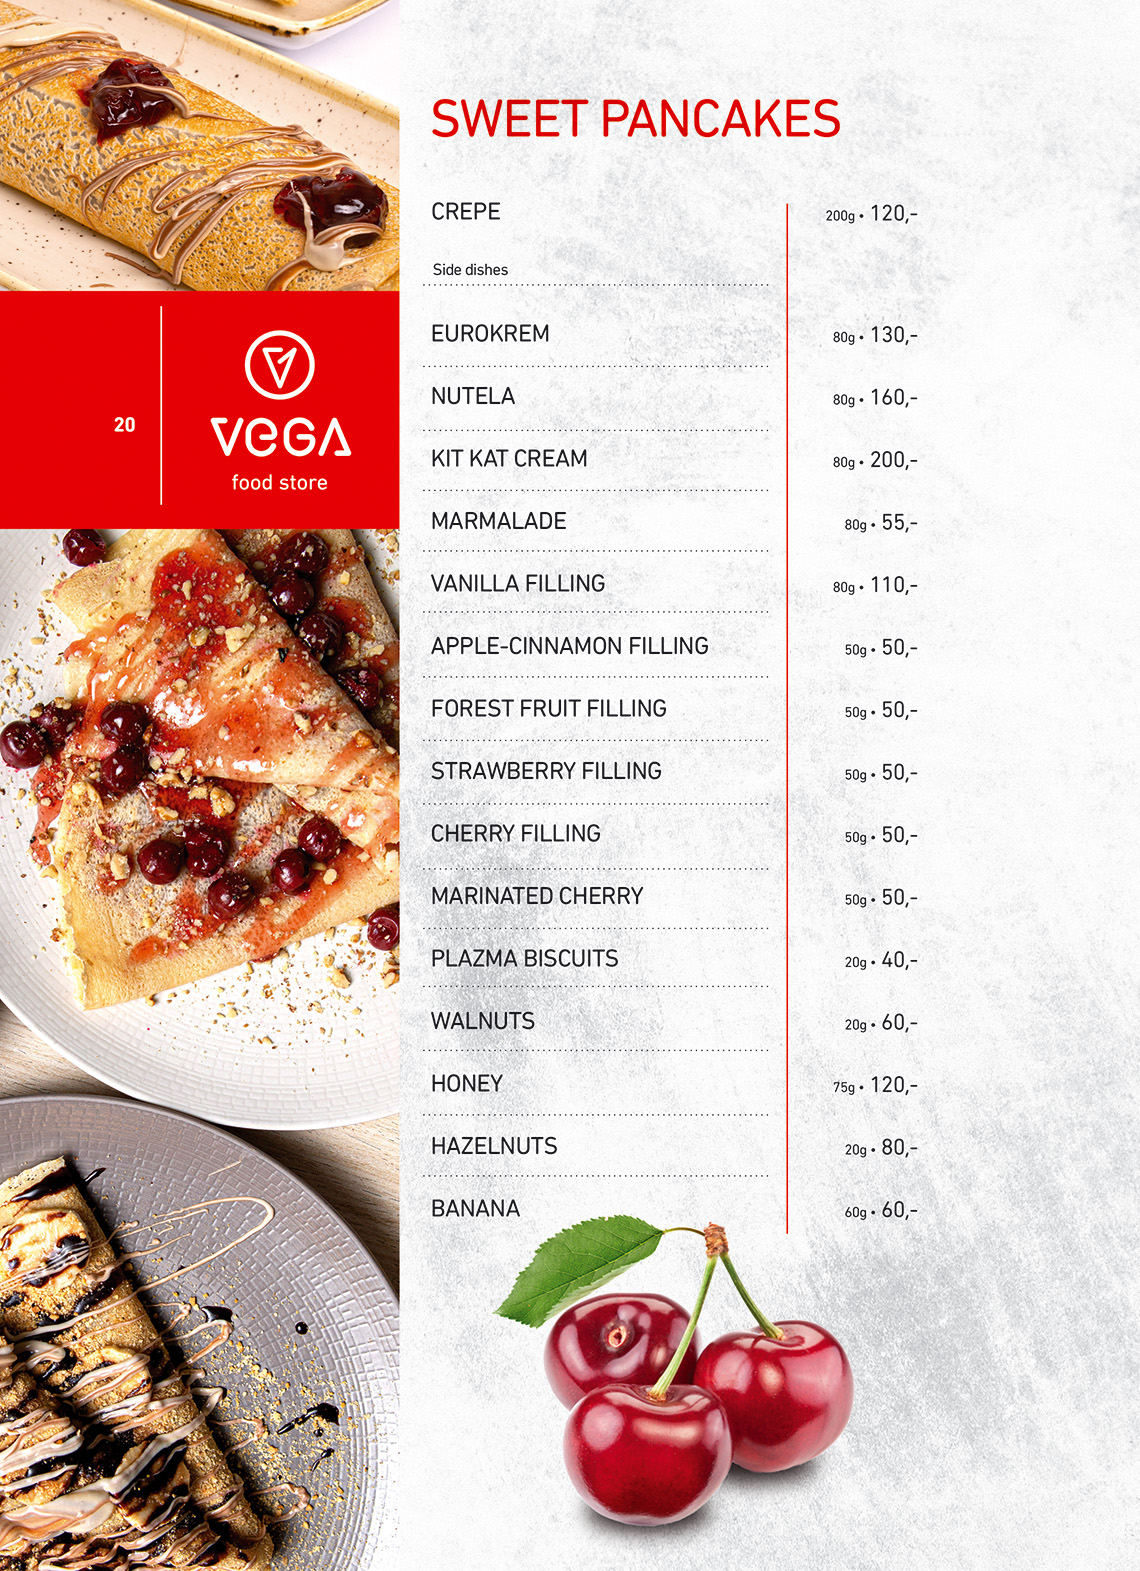 SWEET PANCAKES
CREPE 200g • 120,-
Side dishes
EUROKREM 80g • 130,-
NUTELA 80g • 160,-
KIT KAT CREAM 80g • 200,-
MARMALADE 80g • 55,-
VANILLA FILLING 80g • 110,-
APPLE-CINNAMON FILLING 50g • 50,-
FOREST FRUIT FILLING 50g • 50,-
STRAWBERRY FILLING 50g • 50,-
CHERRY FILLING 50g • 50,-
MARINATED CHERRY 50g • 50,-
PLAZMA BISCUITS 20g • 40,-
WALNUTS 20g • 60,-
HONEY 75g • 120,-
HAZELNUTS 20g • 80,-
BANANA 60g • 60,-
20
VEGA
food store